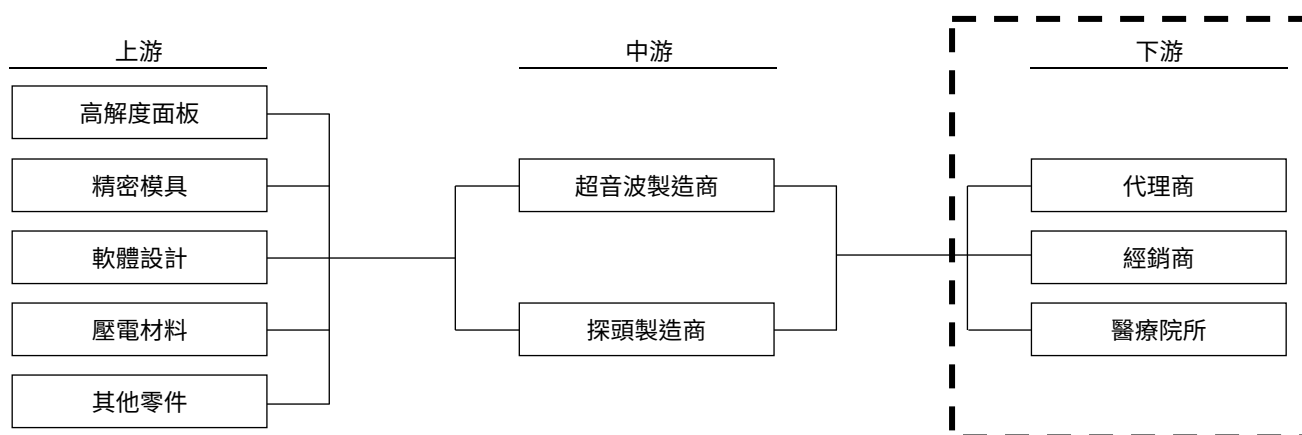 上游
高解度面板
精密模具
軟體設計
壓電材料
其他零件
中游
超音波製造商
探頭製造商
下游
代理商
經銷商
醫療院所